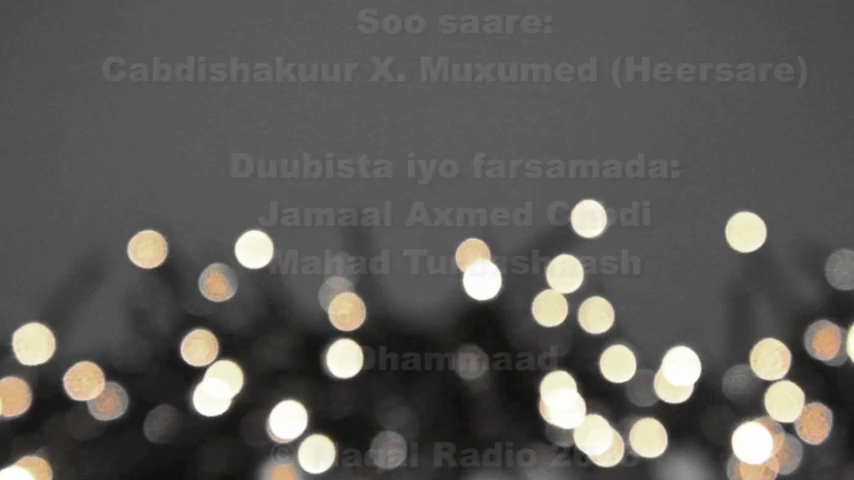 Soo saare:
Cabdishakuur X. Muxumed (Heersare)
Duubista iyo farsamada:
Jamaal Axmed
Mahad
Dhammaad
© Radio